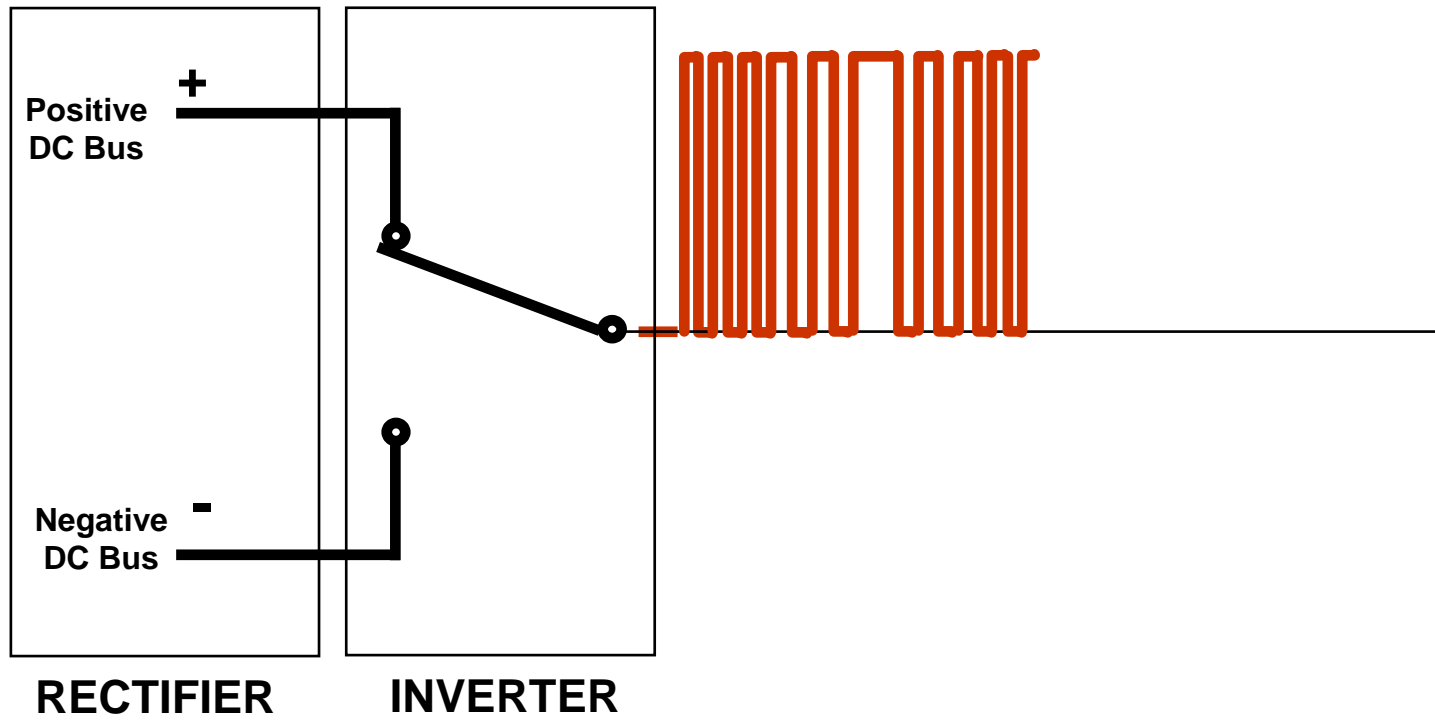 +
Positive
DC Bus
-
Negative
DC Bus
RECTIFIER
INVERTER